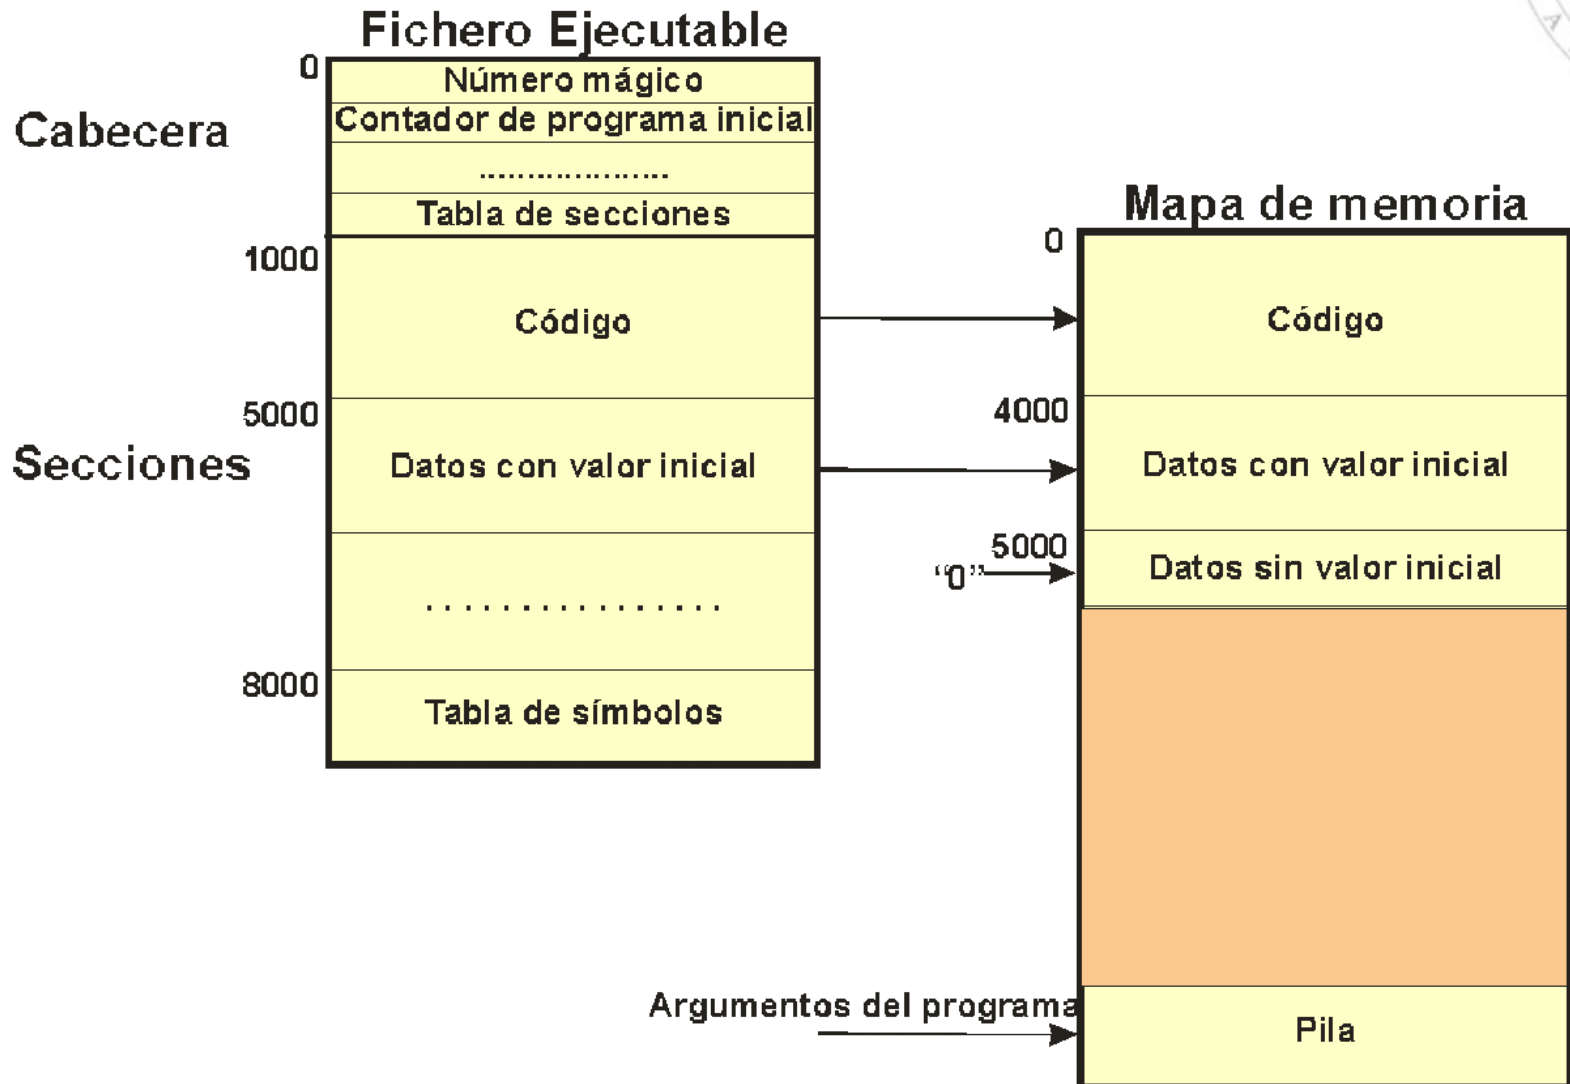 Fichero Ejecutable
0
Número mágico
Cabecera
Contador de programa inicial
....................
Tabla de secciones
1000
Código
5000
Secciones
Datos con valor inicial
. . . . . . . . . . . . . . . .
8000
Tabla de símbolos
Mapa de memoria
0
Código
4000
Datos con valor inicial
5000
“0”
Datos sin valor inicial
Argumentos del programa
Pila